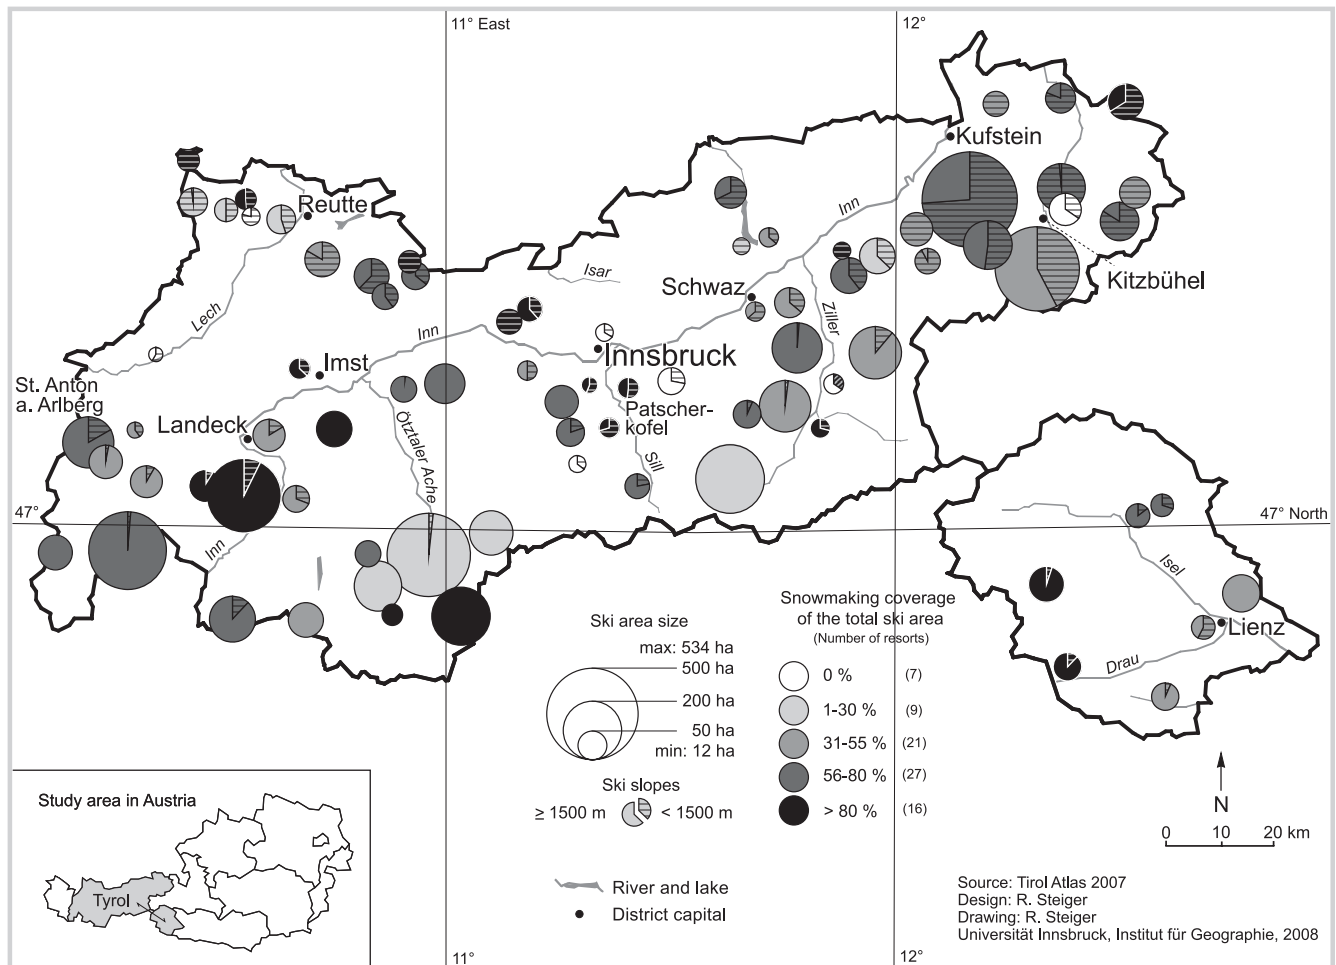 11° East
12°
Kufstein
Reutte
Inn
Isar
Schwaz
Kitzbühel
Lech
Inn
Ziller
Innsbruck
Imst
St. Anton
a. Arlberg
Landeck
Patscher-
kofel
Ötztaler Ache
Sill
47°
47° North
Inn
Isel
Lienz
Drau
Ski area size
max: 534 ha
500 ha
200 ha
50 ha
min: 12 ha
Ski slopes
≥ 1500 m
< 1500 m
Snowmaking coverage
of the total ski area
(Number of resorts)
0 % (7)
1-30 % (9)
31-55 % (21)
56-80 % (27)
> 80 % (16)
N
0 10 20 km
Study area in Austria
Tyrol
River and lake
District capital
Source: Tirol Atlas 2007
Design: R. Steiger
Drawing: R. Steiger
Universität Innsbruck, Institut für Geographie, 2008
11°
12°